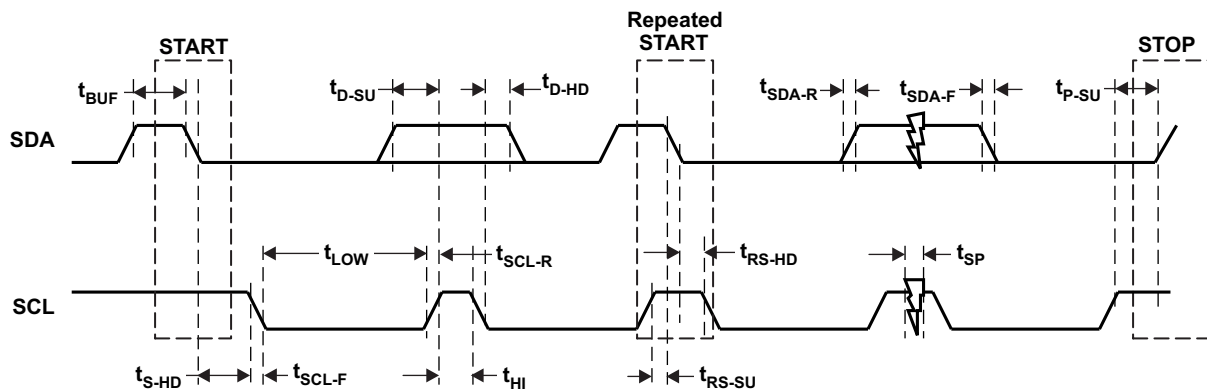 START
Repeated
START
STOP
tBUF
tD-SU
tD-HD
tSDA-R
tSDA-F
tP-SU
SDA
tLOW
tSCL-R
tRS-HD
tSP
SCL
tS-HD
tSCL-F
tHI
tRS-SU